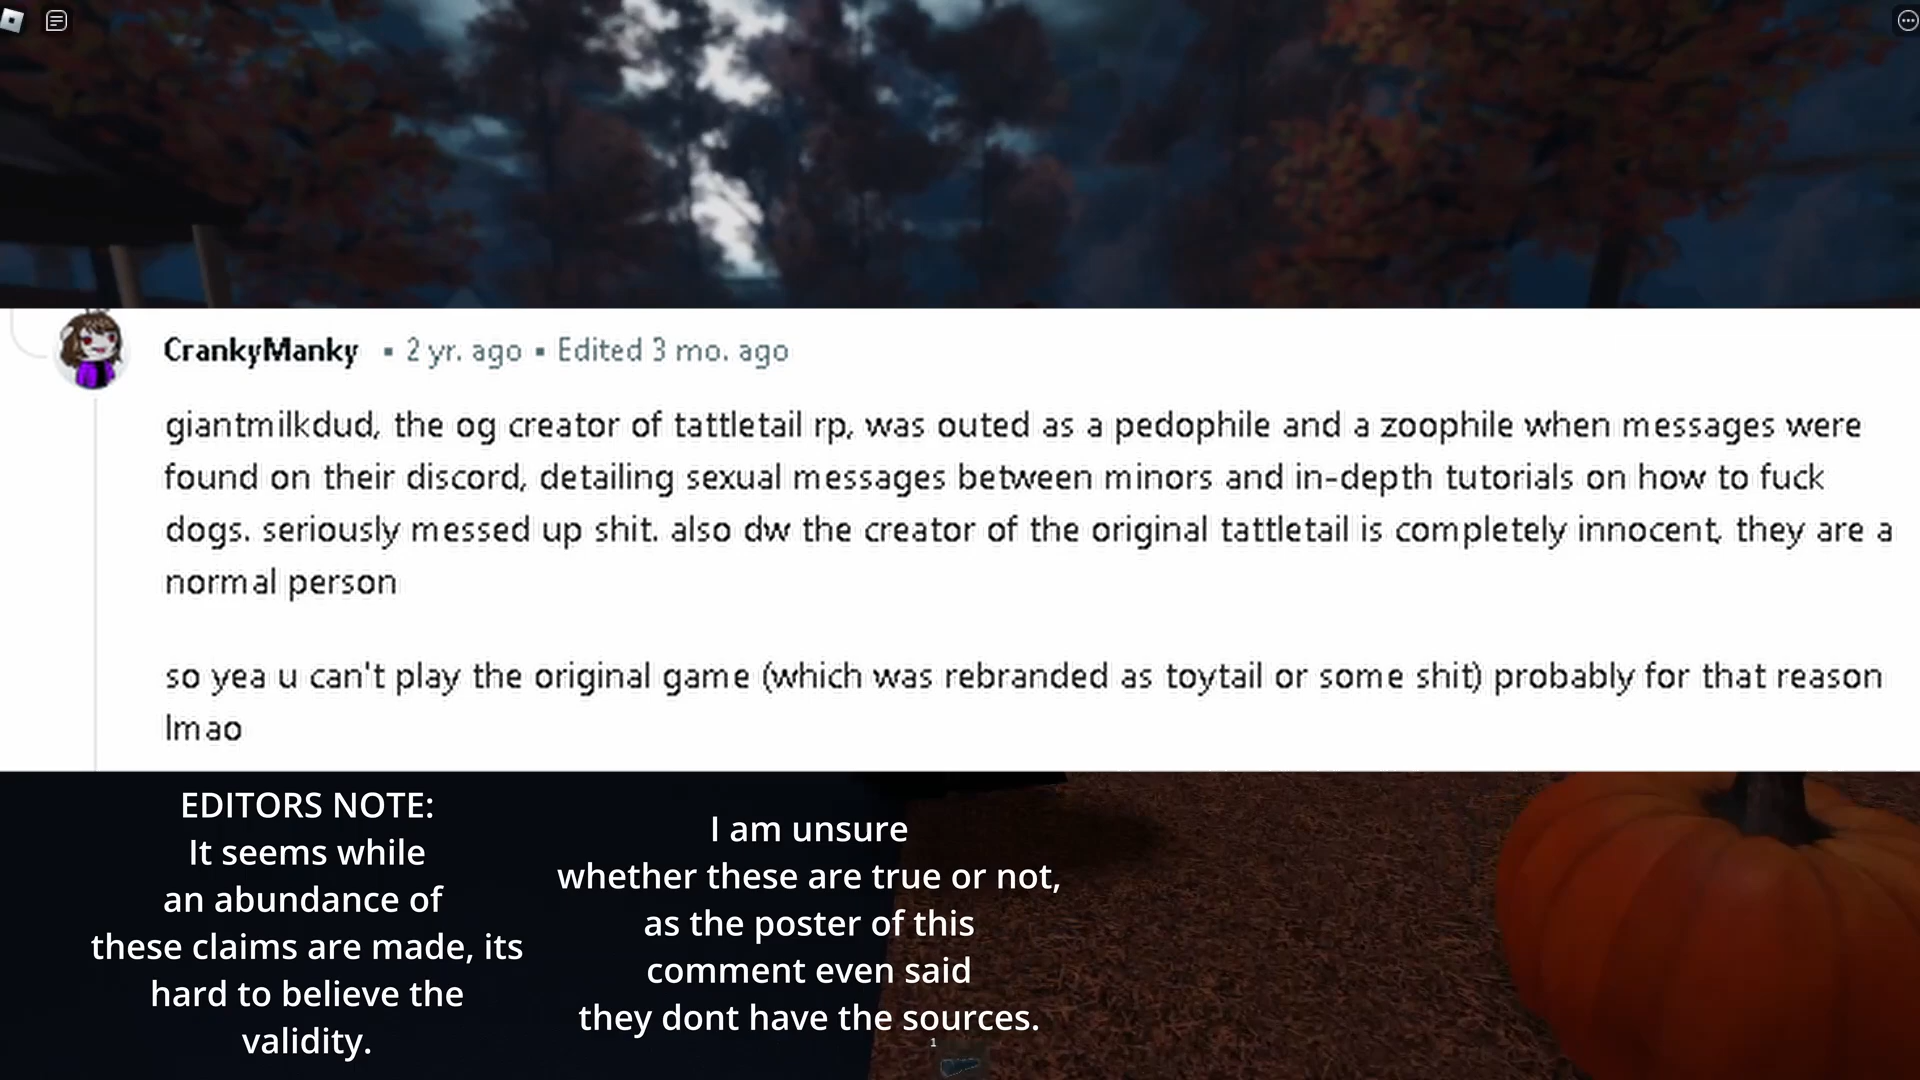 CrankyManky ▪ 2 yr. ago ▪ Edited 3 mo. ago
giantmilkdud, the og creator of tattletail rp, was outed as a pedophile and a zoophile when messages were
found on their discord, detailing sexual messages between minors and in-depth tutorials on how to fuck
dogs. seriously messed up shit. also dw the creator of the original tattletail is completely innocent, they are a
normal person
so yea u can't play the original game (which was rebranded as toytail or some shit) probably for that reason
lmao
EDITORS NOTE:
It seems while
an abundance of
these claims are made, its
hard to believe the
validity.
I am unsure
whether these are true or not,
as the poster of this
comment even said
they dont have the sources.
1